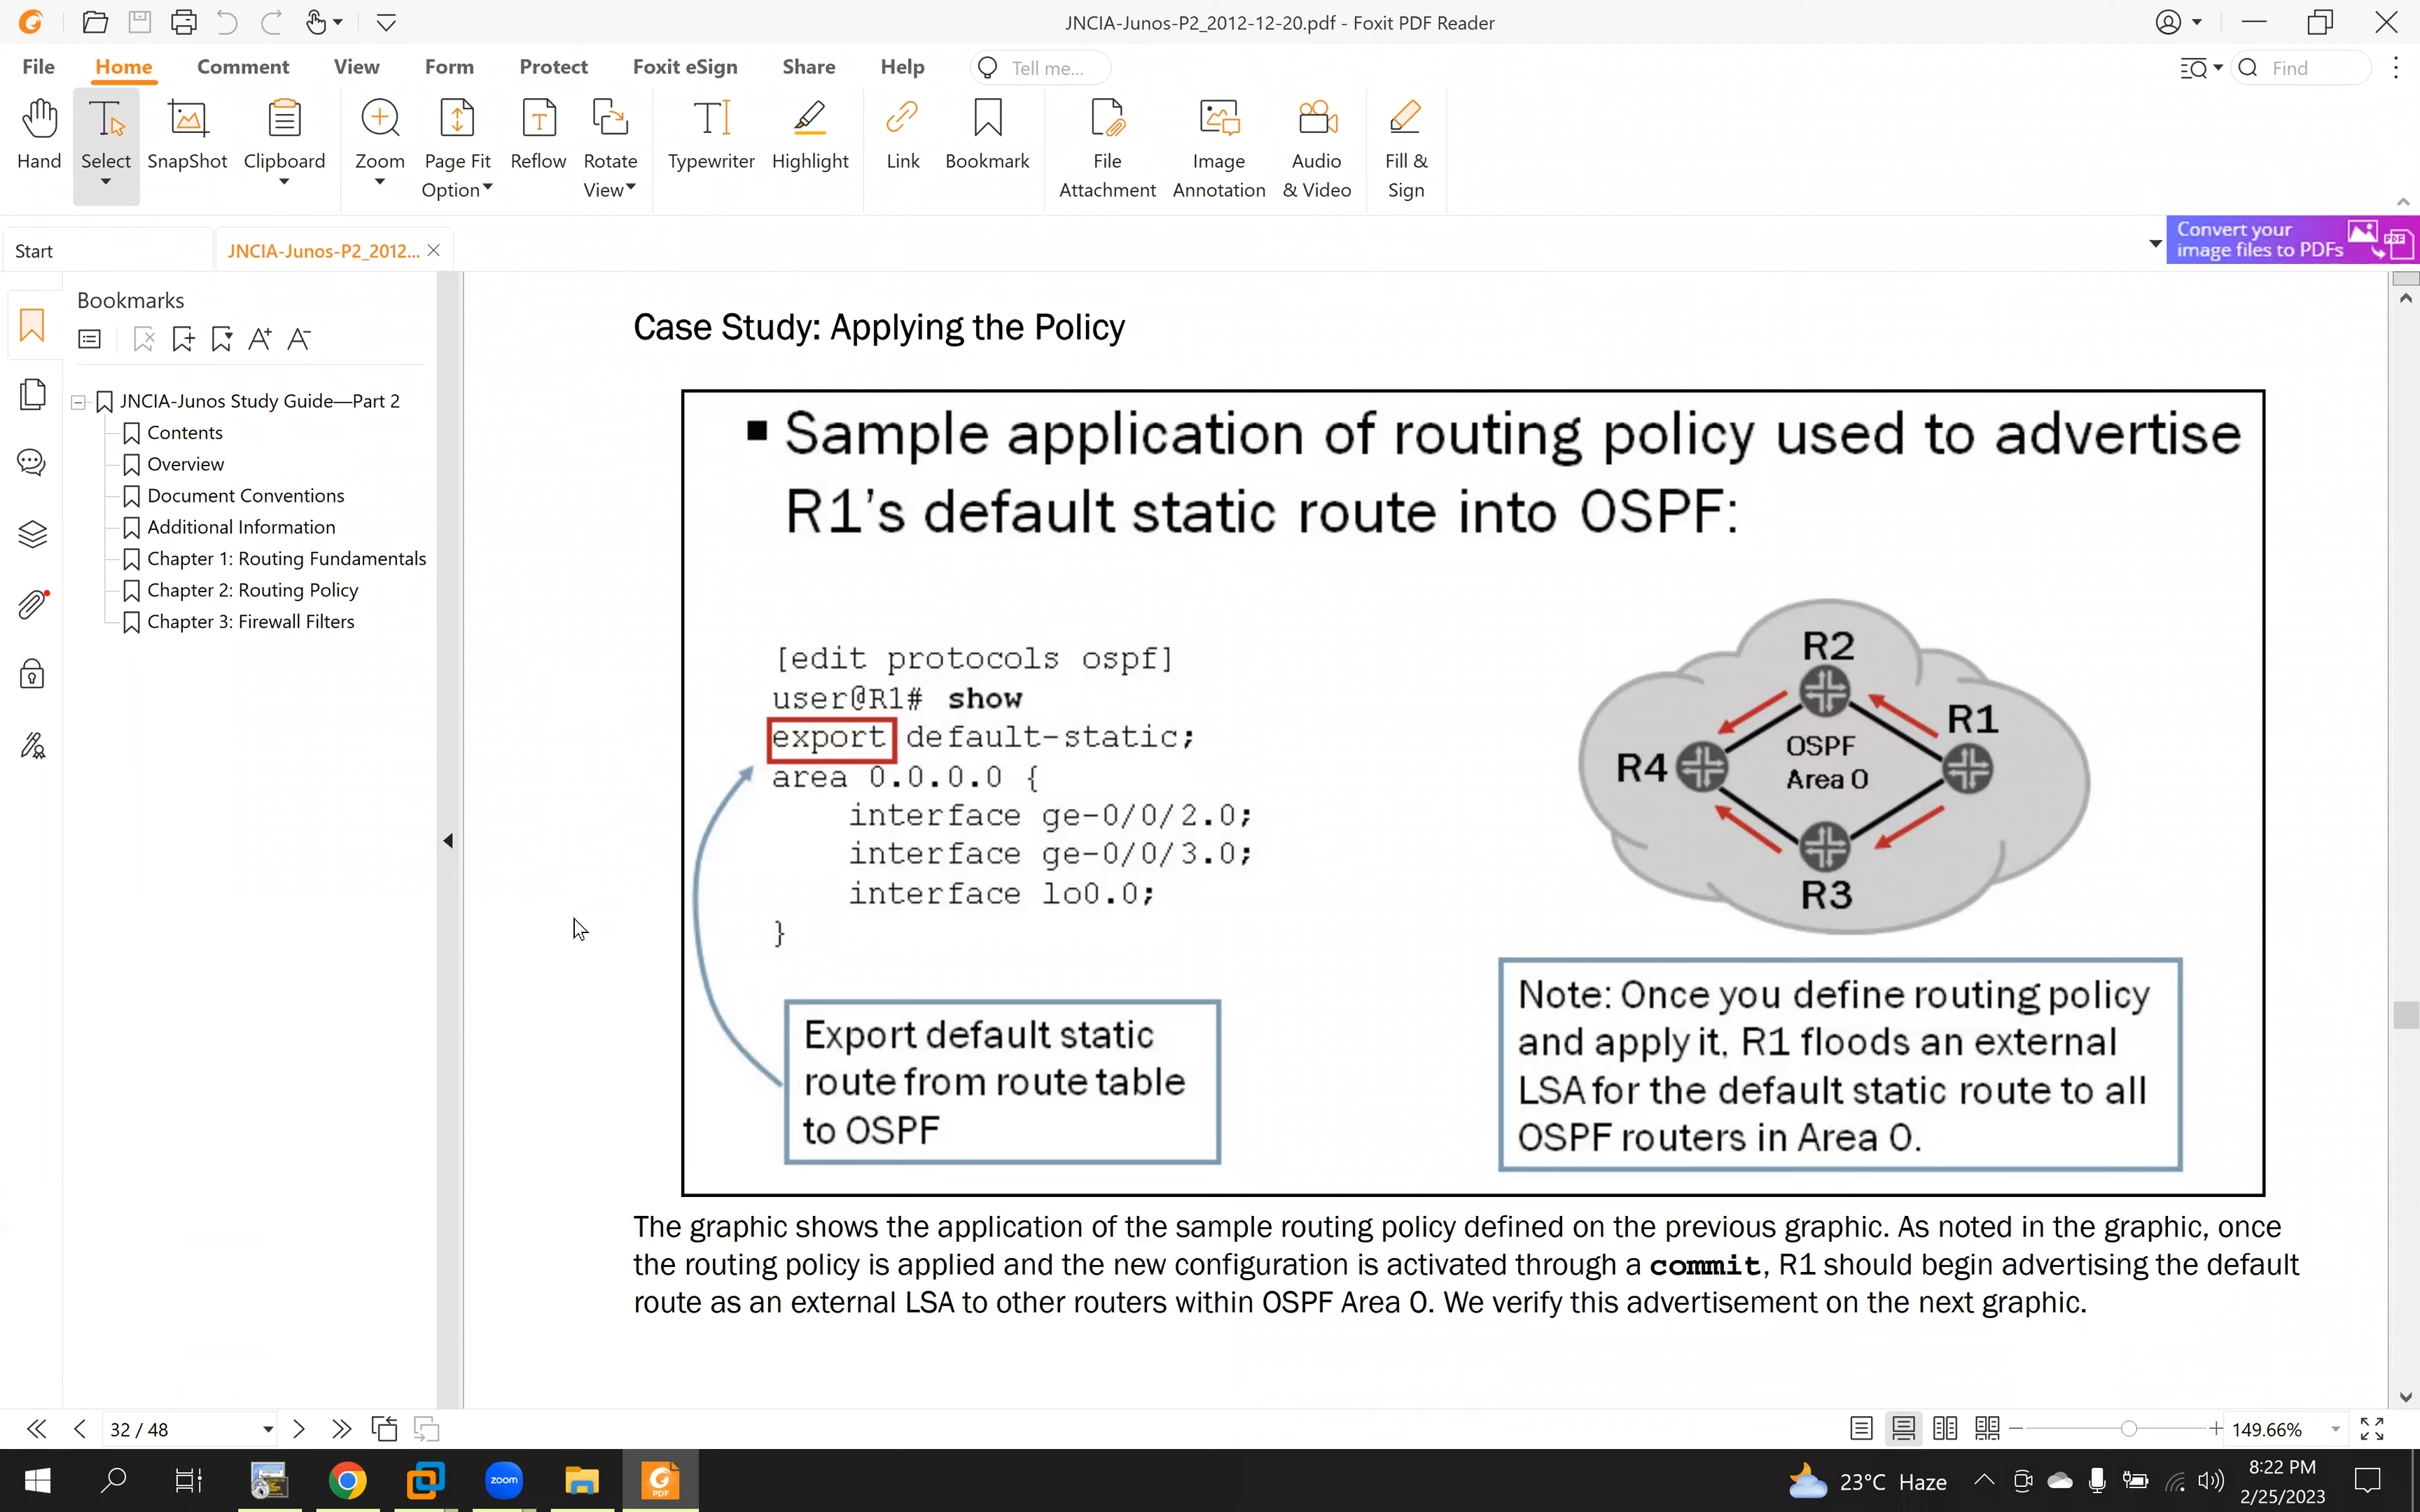 JNCIA-Junos-P2_2012-12-20.pdf - Foxit PDF Reader
File Home Comment View Form Protect Foxit eSign Share Help Tell me... Find
Hand Select SnapShot Clipboard Zoom Page Fit Option Reflow Rotate View Typewriter Highlight Link Bookmark File Attachment Image Annotation Audio & Video Fill & Sign
Start JNCIA-Junos-P2_2012...
Convert your
image files to PDFs
Bookmarks
JNCIA-Junos Study Guide—Part 2
Contents
Overview
Document Conventions
Additional Information
Chapter 1: Routing Fundamentals
Chapter 2: Routing Policy
Chapter 3: Firewall Filters
Case Study: Applying the Policy
■ Sample application of routing policy used to advertise
R1's default static route into OSPF:
[edit protocols ospf]
user@R1# show
export default-static;
area 0.0.0.0 {
interface ge-0/0/2.0;
interface ge-0/0/3.0;
interface lo0.0;
}
Export default static
route from route table
to OSPF
R2
R1
OSPF
Area 0
R4
R3
Note: Once you define routing policy
and apply it, R1 floods an external
LSA for the default static route to all
OSPF routers in Area 0.
The graphic shows the application of the sample routing policy defined on the previous graphic. As noted in the graphic, once
the routing policy is applied and the new configuration is activated through a commit, R1 should begin advertising the default
route as an external LSA to other routers within OSPF Area 0. We verify this advertisement on the next graphic.
32 / 48
149.66%
zoom
PDF
23°C Haze
8:22 PM
2/25/2023